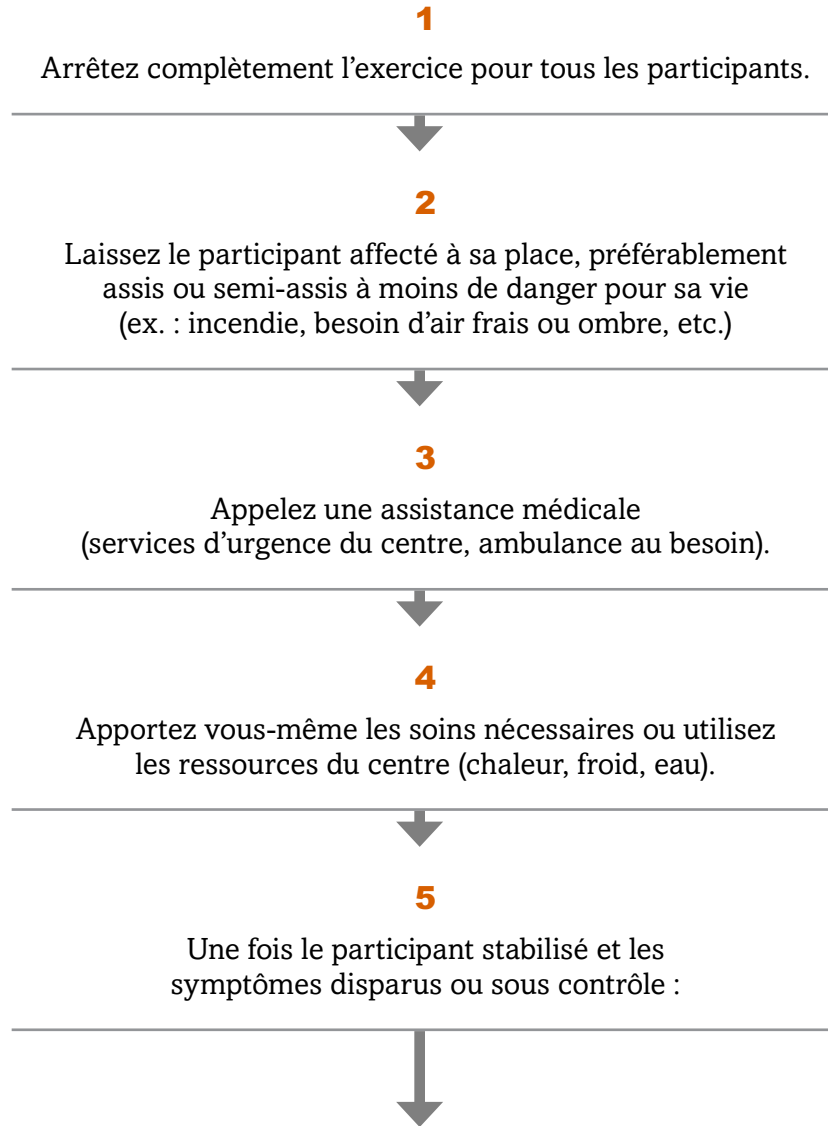 1
Arrêtez complètement l’exercice pour tous les participants.
2
Laissez le participant affecté à sa place, préférablement
assis ou semi-assis à moins de danger pour sa vie
(ex. : incendie, besoin d’air frais ou ombre, etc.)
3
Appelez une assistance médicale
(services d’urgence du centre, ambulance au besoin).
4
Apportez vous-même les soins nécessaires ou utilisez
les ressources du centre (chaleur, froid, eau).
5
Une fois le participant stabilisé et les
symptômes disparus ou sous contrôle :